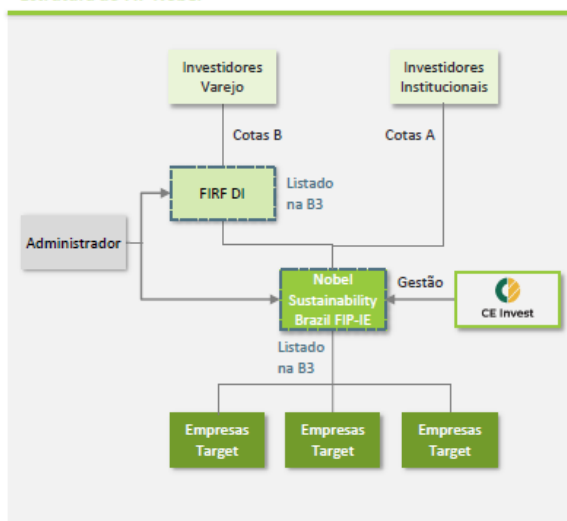 Investidores
Varejo
Investidores
Institucionais
Cotas B
Cotas A
FIRF DI
Listado
na B3
Administrador
Nobel
Sustainability
Brazil FIP-IE
Gestão
CE Invest
Listado
na B3
Empresas
Target
Empresas
Target
Empresas
Target